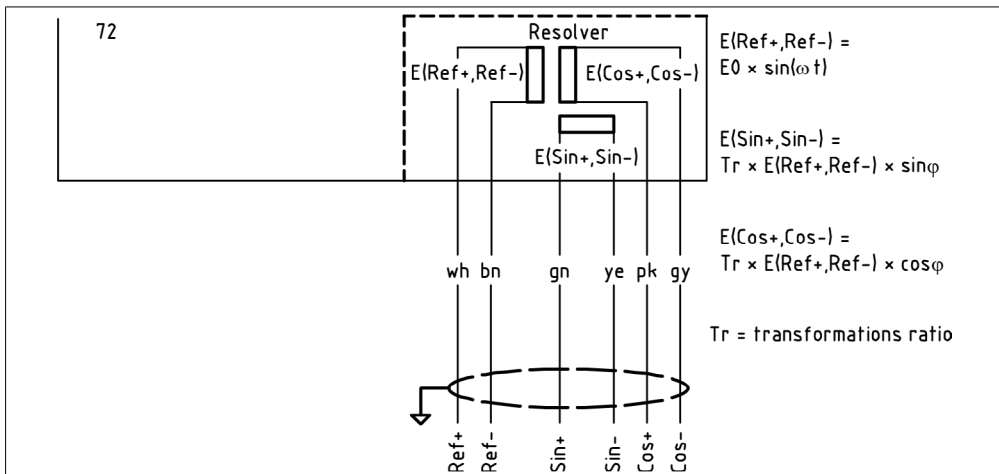 72
Resolver
E(Ref+,Ref-)
E(Cos+,Cos-)
E(Sin+,Sin-)
E(Ref+,Ref-) =
E0 × sin(ωt)
E(Sin+,Sin-) =
Tr × E(Ref+,Ref-) × sinφ
E(Cos+,Cos-) =
Tr × E(Ref+,Ref-) × cosφ
Tr = transformations ratio
wh bn gn ye pk gy
Ref+
Ref-
Sin+
Sin-
Cos+
Cos-